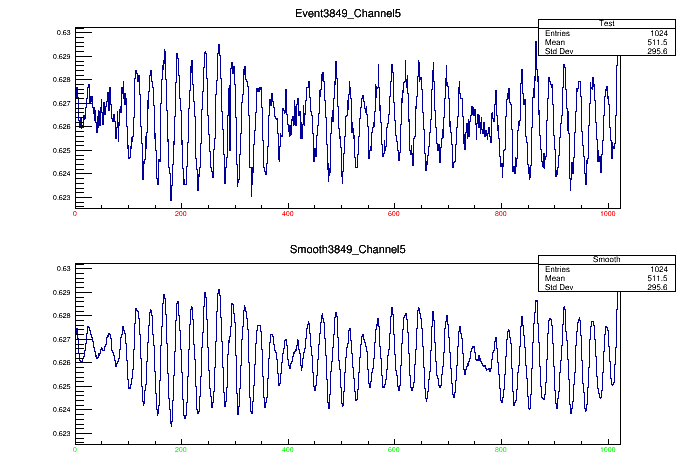 Event3849_Channel5
Test
Entries 1024
Mean 511.5
Std Dev 295.6
0.63
0.629
0.628
0.627
0.626
0.625
0.624
0.623
0 200 400 600 800 1000
Smooth3849_Channel5
Smooth
Entries 1024
Mean 511.5
Std Dev 295.6
0.63
0.629
0.628
0.627
0.626
0.625
0.624
0.623
0 200 400 600 800 1000